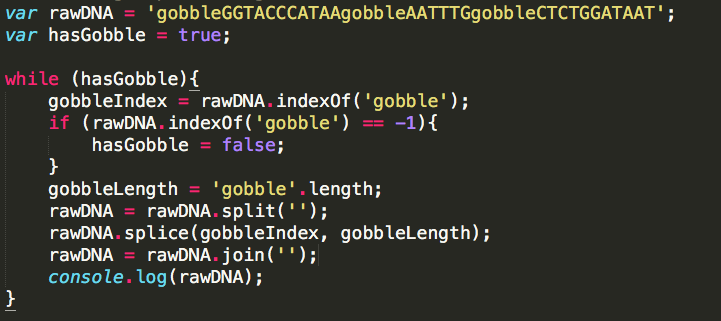 var rawDNA = 'gobbleGGTACCCATAAgobbleAATTTGgobbleCTCTGGATAAT';
var hasGobble = true;

while (hasGobble){
    gobbleIndex = rawDNA.indexOf('gobble');
    if (rawDNA.indexOf('gobble') == -1){
        hasGobble = false;
    }
    gobbleLength = 'gobble'.length;
    rawDNA = rawDNA.split('');
    rawDNA.splice(gobbleIndex, gobbleLength);
    rawDNA = rawDNA.join('');
    console.log(rawDNA);
}